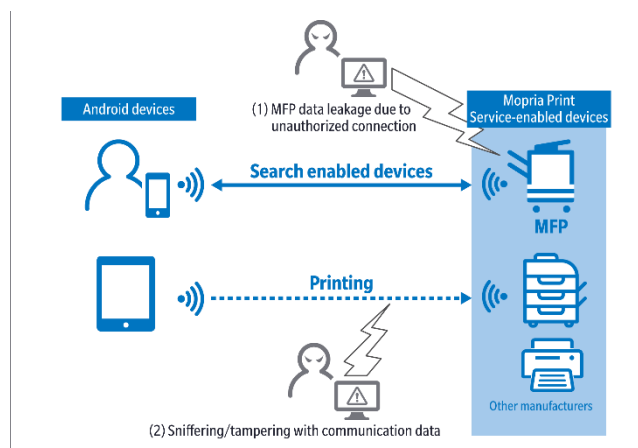 Android devices
(1) MFP data leakage due to
unauthorized connection
Mopria Print
Service-enabled devices
Search enabled devices
MFP
Printing
Other manufacturers
(2) Sniffering/tampering with communication data